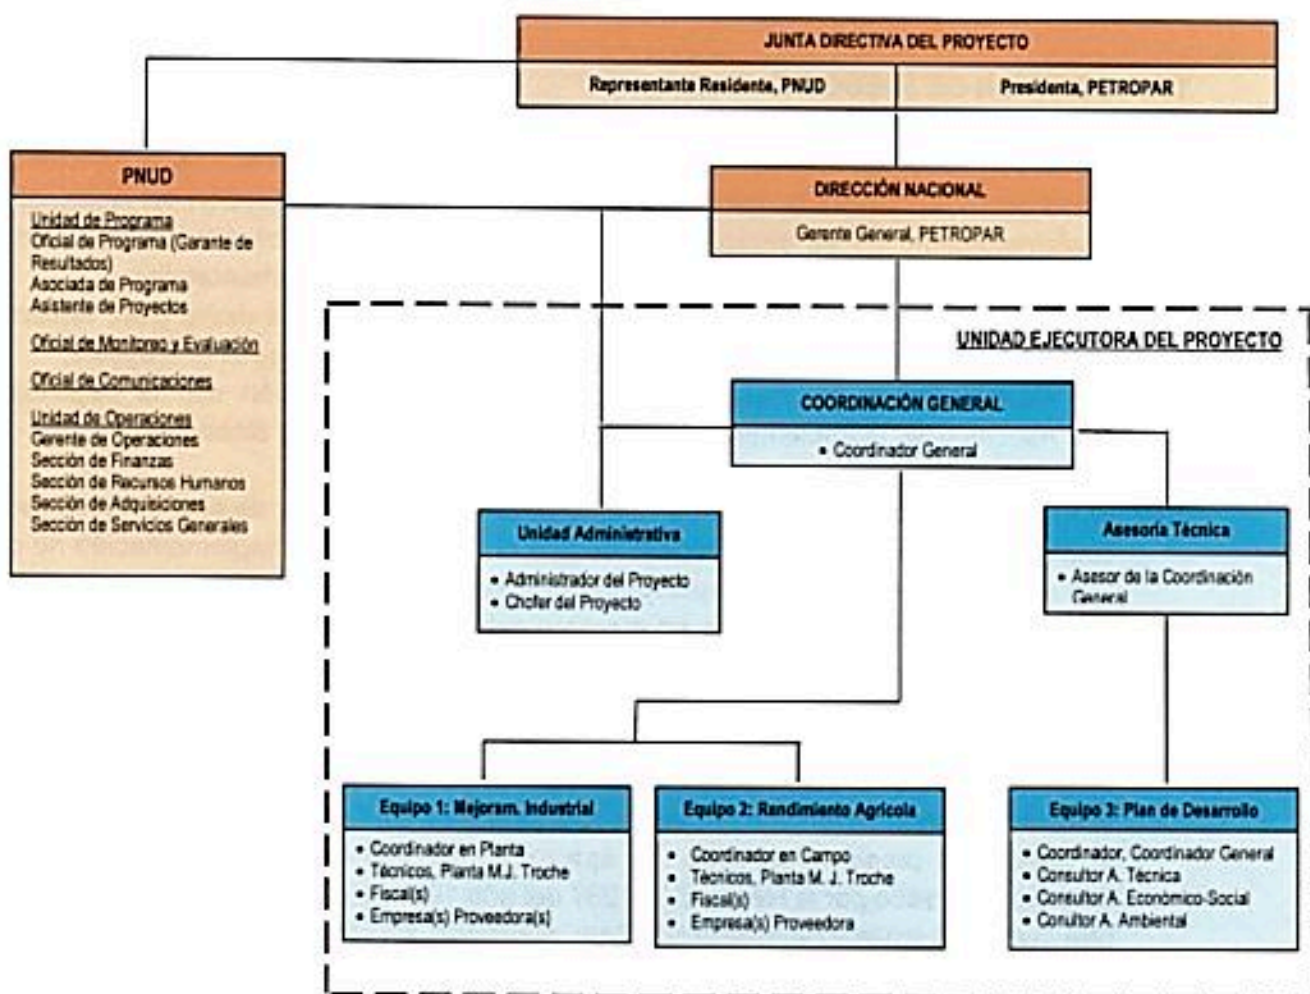 JUNTA DIRECTIVA DEL PROYECTO
Representante Residente, PNUD
Presidenta, PETROPAR
PNUD
Unidad de Programa
Oficial de Programa (Garante de
Resultados)
Asociada de Programa
Asistente de Proyectos
Oficial de Monitoreo y Evaluación
Oficial de Comunicaciones
Unidad de Operaciones
Gerente de Operaciones
Sección de Finanzas
Sección de Recursos Humanos
Sección de Adquisiciones
Sección de Servicios Generales
DIRECCIÓN NACIONAL
Gerente General, PETROPAR
UNIDAD EJECUTORA DEL PROYECTO
COORDINACIÓN GENERAL
• Coordinador General
Unidad Administrativa
• Administrador del Proyecto
• Chofer del Proyecto
Asesoría Técnica
• Asesor de la Coordinación
General
Equipo 1: Mejoram. Industrial
• Coordinador en Planta
• Técnicos, Planta M.J. Troche
• Fiscal(s)
• Empresa(s) Proveedora(s)
Equipo 2: Rendimiento Agrícola
• Coordinador en Campo
• Técnicos, Planta M. J. Troche
• Fiscal(s)
• Empresa(s) Proveedora
Equipo 3: Plan de Desarrollo
• Coordinador, Coordinador General
• Consultor A. Técnica
• Consultor A. Económico-Social
• Conultor A. Ambiental